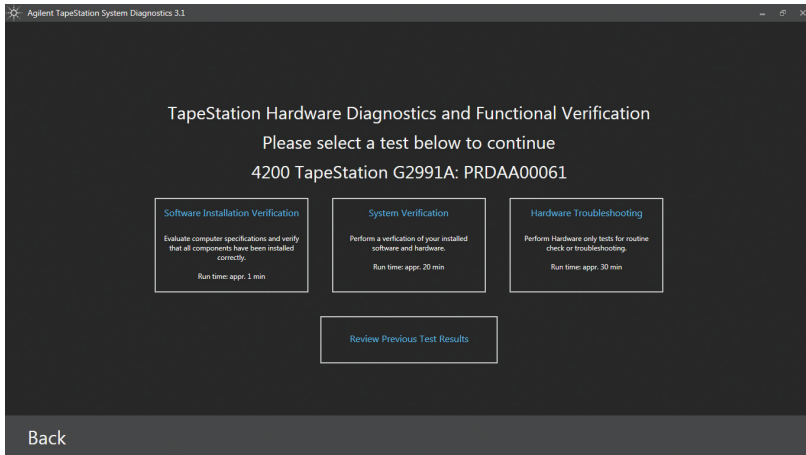 Agilent TapeStation System Diagnostics 3.1
TapeStation Hardware Diagnostics and Functional Verification
Please select a test below to continue
4200 TapeStation G2991A: PRDAA00061
Software Installation Verification
Evaluate computer specifications and verify
that all components have been installed
correctly.
Run time: appr. 1 min
System Verification
Perform a verfication of your installed
software and hardware.
Run time: appr. 20 min
Hardware Troubleshooting
Perform Hardware only tests for routine
check or troubleshooting.
Run time: appr. 30 min
Review Previous Test Results
Back